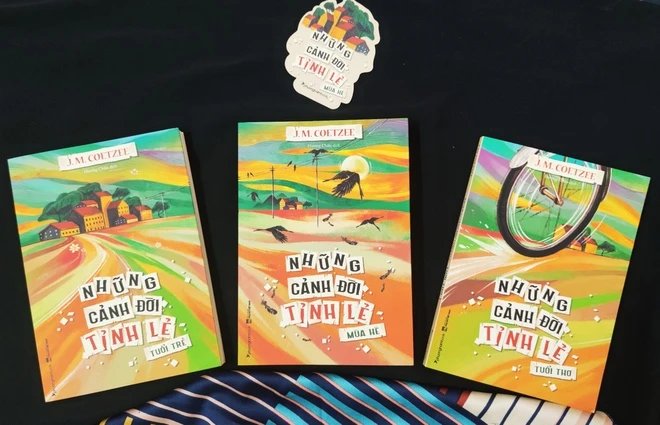 NHỮNG
CẢNH ĐỜI
TỈNH LẺ
MÙA HÈ
J. M. COETZEE
NHỮNG
CẢNH ĐỜI
TỈNH LẺ
TUỔI TRẺ
J. M. COETZEE
NHỮNG
CẢNH ĐỜI
TỈNH LẺ
MÙA HÈ
J. M. COETZEE
NHỮNG
CẢNH ĐỜI
TỈNH LẺ
TUỔI THƠ